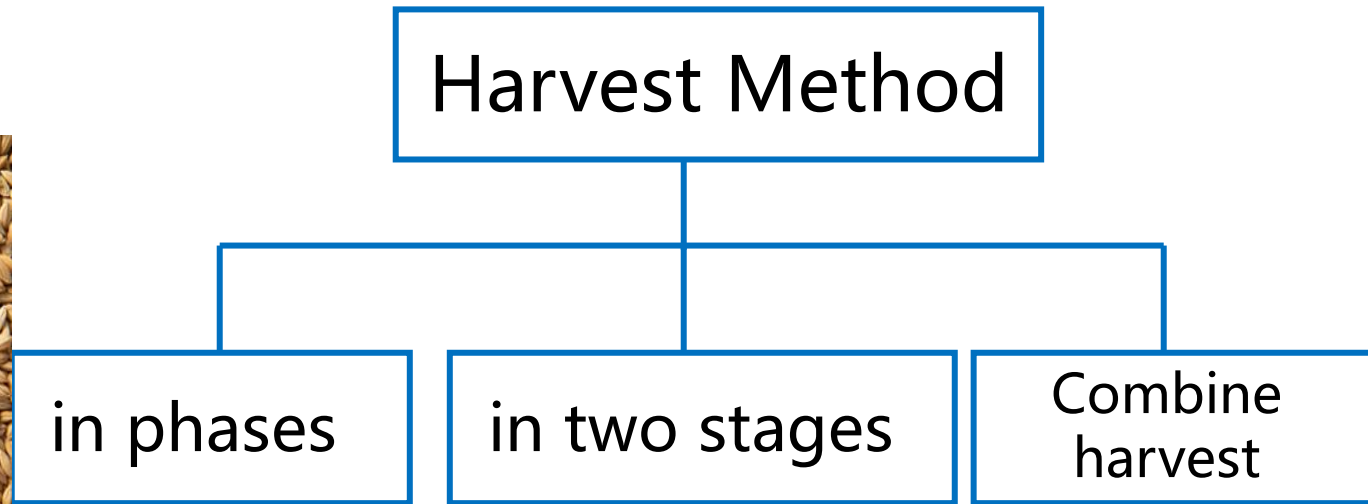 Harvest Method
in phases
in two stages
Combine
harvest